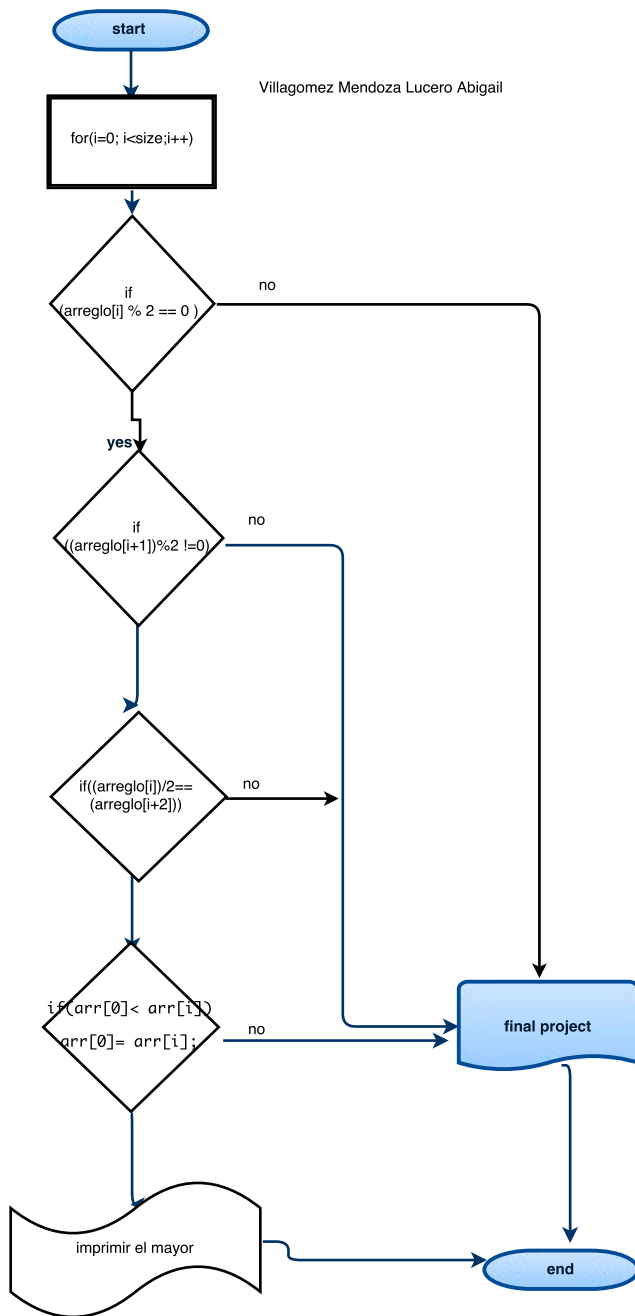 start
Villagomez Mendoza Lucero Abigail
for(i=0; i<size;i++)
if
(arreglo[i] % 2 == 0 )
no
yes
if
((arreglo[i+1])%2 !=0)
no
if((arreglo[i])/2==
(arreglo[i+2]))
no
if(arr[0]< arr[i])
arr[0]= arr[i];
no
final project
imprimir el mayor
end